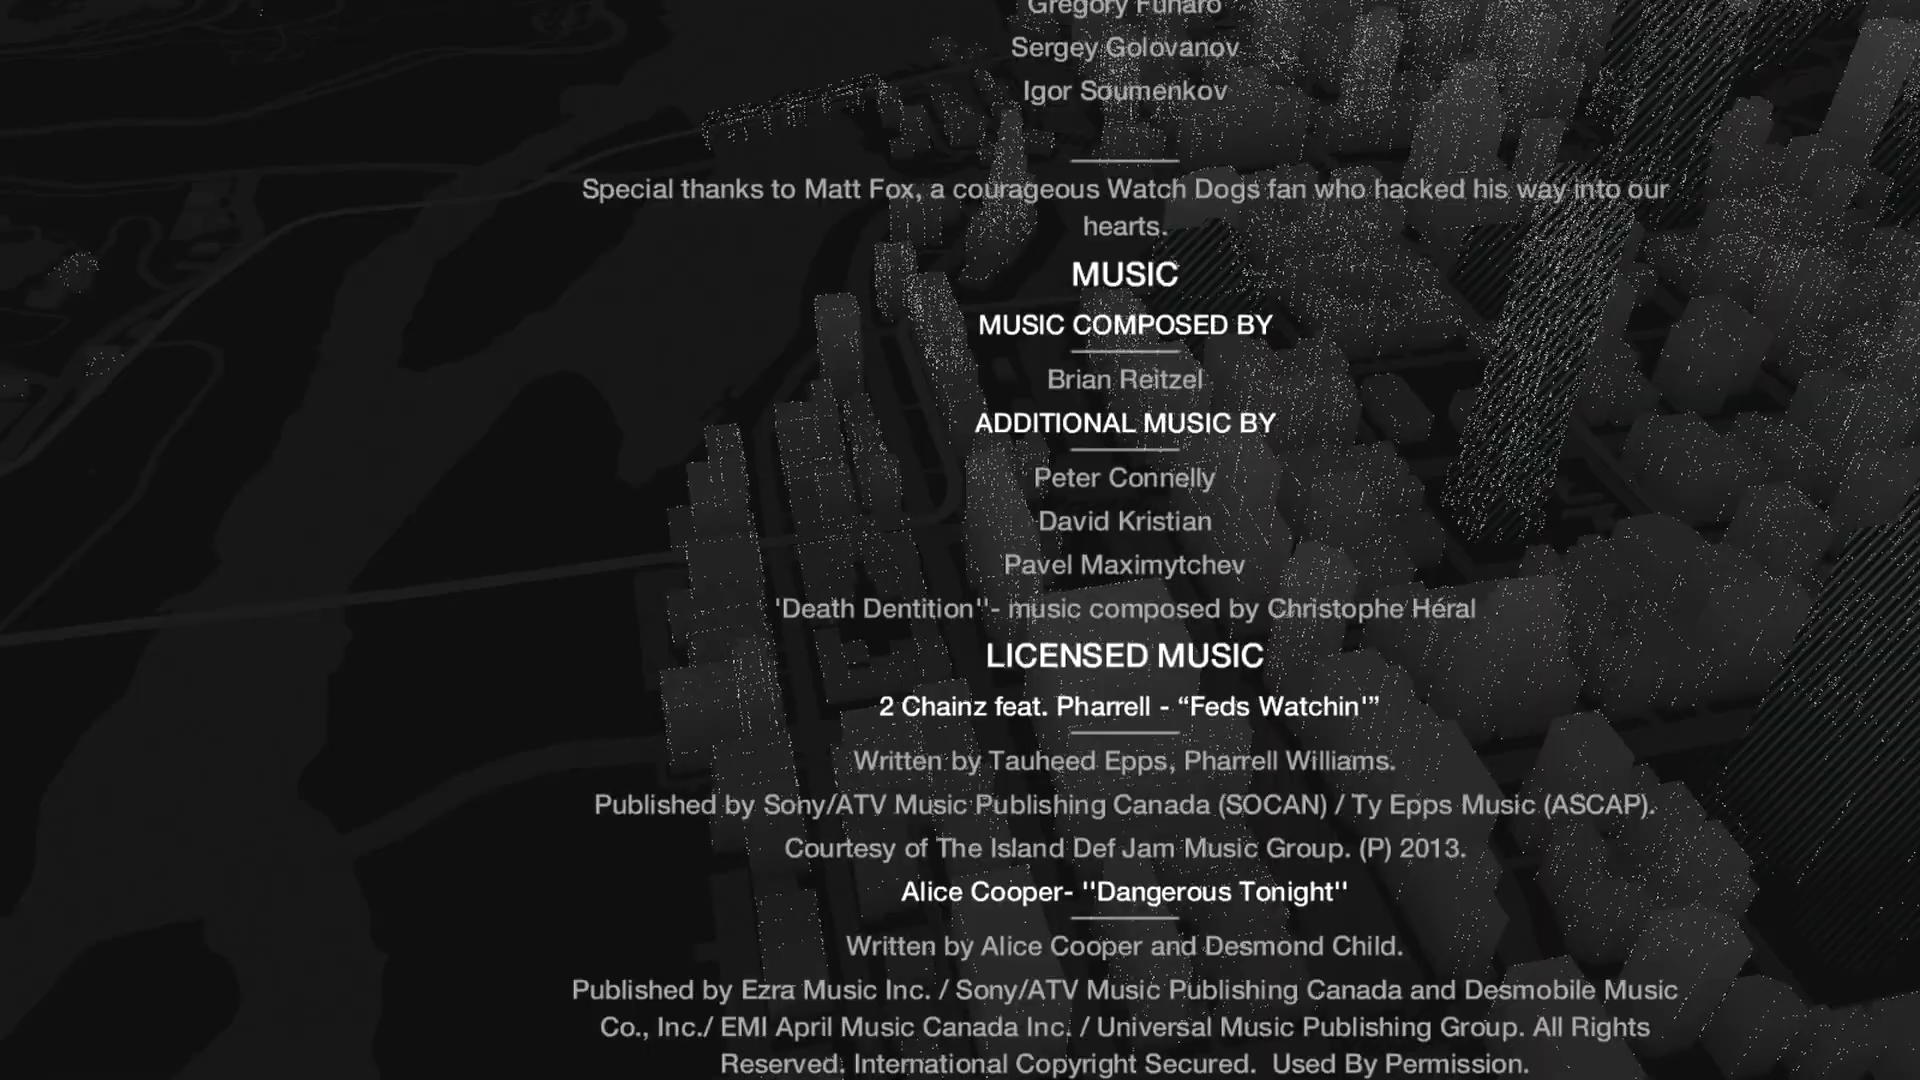 Gregory Funaro
Sergey Golovanov
Igor Soumenkov
Special thanks to Matt Fox, a courageous Watch Dogs fan who hacked his way into our
hearts.
MUSIC
MUSIC COMPOSED BY
Brian Reitzel
ADDITIONAL MUSIC BY
Peter Connelly
David Kristian
Pavel Maximytchev
'Death Dentition''- music composed by Christophe Héral
LICENSED MUSIC
2 Chainz feat. Pharrell - “Feds Watchin'”
Written by Tauheed Epps, Pharrell Williams.
Published by Sony/ATV Music Publishing Canada (SOCAN) / Ty Epps Music (ASCAP).
Courtesy of The Island Def Jam Music Group. (P) 2013.
Alice Cooper- ''Dangerous Tonight''
Written by Alice Cooper and Desmond Child.
Published by Ezra Music Inc. / Sony/ATV Music Publishing Canada and Desmobile Music
Co., Inc./ EMI April Music Canada Inc. / Universal Music Publishing Group. All Rights
Reserved. International Copyright Secured.  Used By Permission.